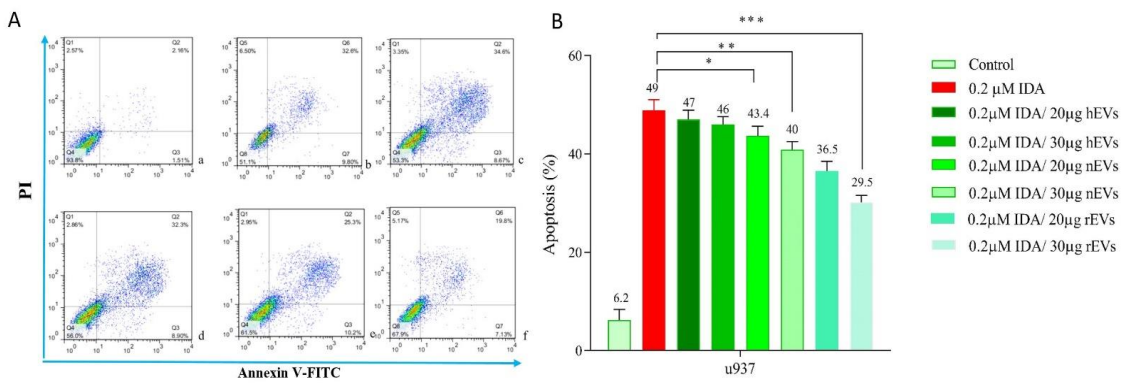 A
PI
Q1
2.57%
Q2
2.16%
Q4
93.8%
Q3
1.51%
a
Q5
6.50%
Q6
32.6%
Q8
51.1%
Q7
9.80%
b
Q1
3.35%
Q2
34.6%
Q4
53.3%
Q3
8.67%
c
Q1
2.86%
Q2
32.3%
Q4
56.0%
Q3
8.90%
d
Q1
2.95%
Q2
25.3%
Q4
61.5%
Q3
10.2%
e
Q5
5.17%
Q6
19.8%
Q8
67.9%
Q7
7.13%
f
Annexin V-FITC
B
***
**
*
Apoptosis (%)
60
40
20
0
6.2
49
47
46
43.4
40
36.5
29.5
u937
Control
0.2 μM IDA
0.2μM IDA/ 20μg hEVs
0.2μM IDA/ 30μg hEVs
0.2μM IDA/ 20μg nEVs
0.2μM IDA/ 30μg nEVs
0.2μM IDA/ 20μg rEVs
0.2μM IDA/ 30μg rEVs